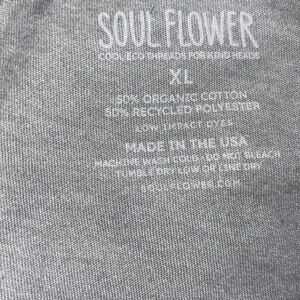 SOUL FLOWER
COOL ECO THREADS FOR KIND HEADS
XL
50% ORGANIC COTTON
50% RECYCLED POLYESTER
LOW IMPACT DYES
MADE IN THE USA
MACHINE WASH COLD · DO NOT BLEACH
TUMBLE DRY LOW OR LINE DRY
SOULFLOWER.COM